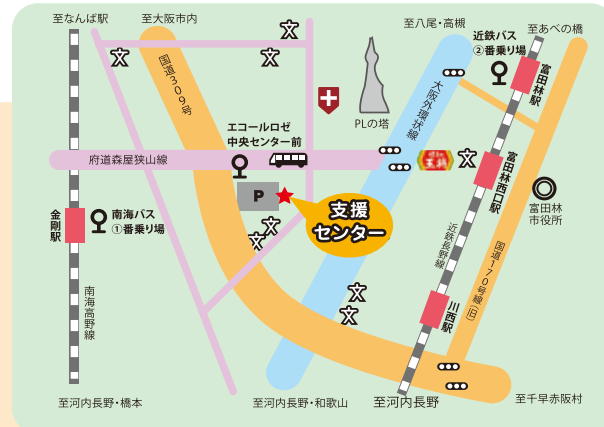 至なんば駅
至大阪市内
至八尾・高槻
近鉄バス
②番乗り場
至あべの橋
国道309号
大阪外環状線
富田林駅
PLの塔
エコールロゼ
中央センター前
府道森屋狭山線
富田林西口駅
P
支援
センター
富田林
市役所
金剛駅
南海バス
①番乗り場
近鉄長野線
国道170号線(旧)
川西駅
南海高野線
至河内長野・橋本
至河内長野・和歌山
至河内長野
至千早赤阪村